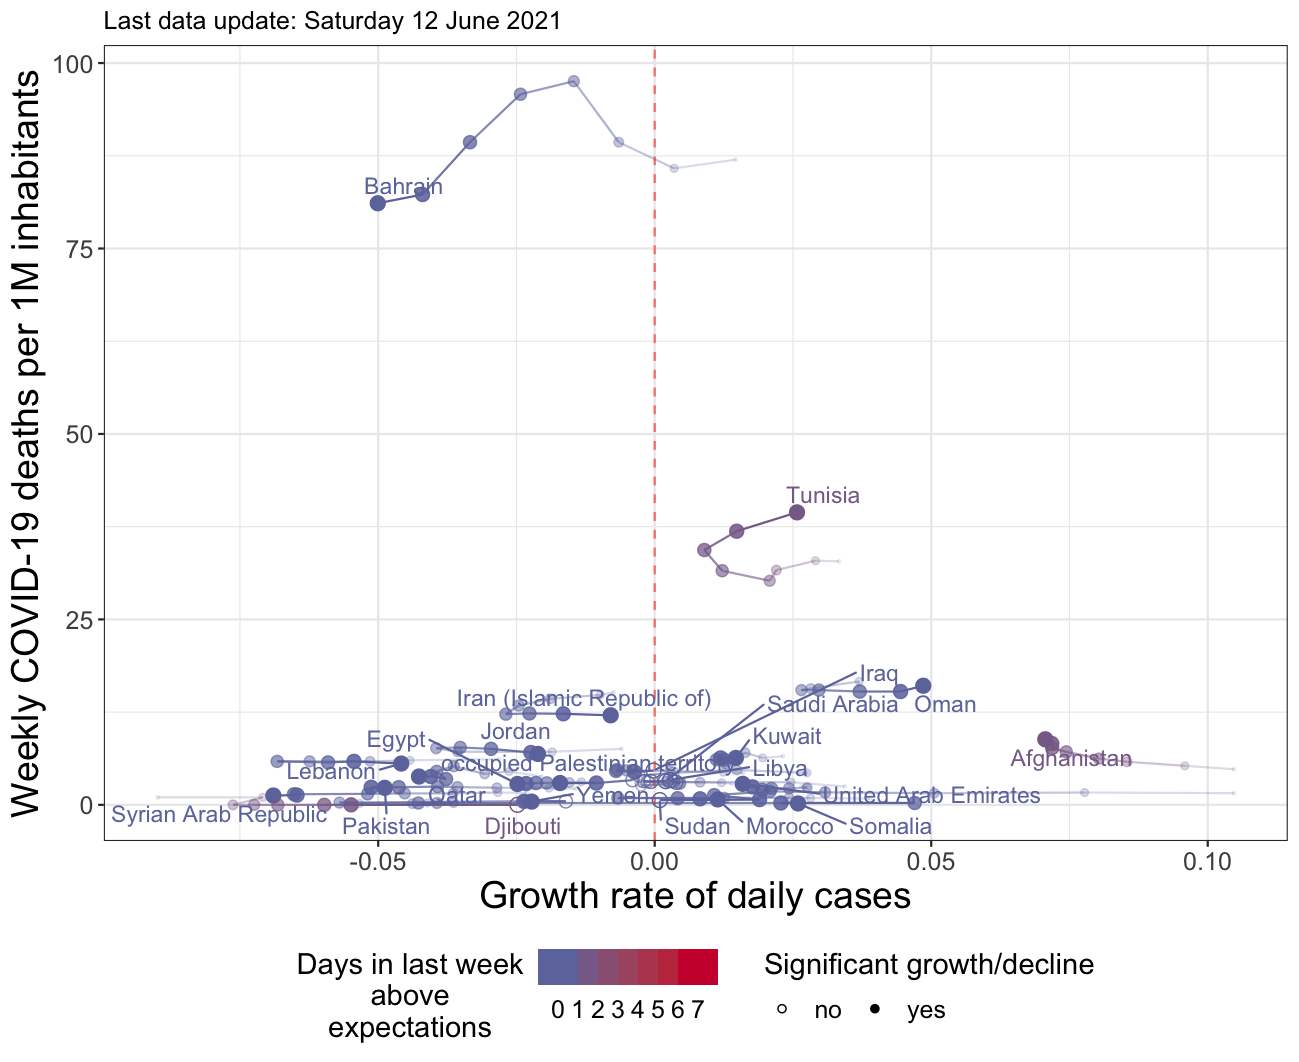 Last data update: Saturday 12 June 2021
Weekly COVID-19 deaths per 1M inhabitants
100
75
50
25
0
Bahrain
Tunisia
Iraq
Iran (Islamic Republic of)
Saudi Arabia
Oman
Jordan
Egypt
Kuwait
Afghanistan
occupied Palestinian territory
Lebanon
Libya
Qatar
Yemen
United Arab Emirates
Syrian Arab Republic
Pakistan
Djibouti
Sudan
Morocco
Somalia
-0.05
0.00
0.05
0.10
Growth rate of daily cases
Days in last week
above
expectations
0 1 2 3 4 5 6 7
Significant growth/decline
no
yes